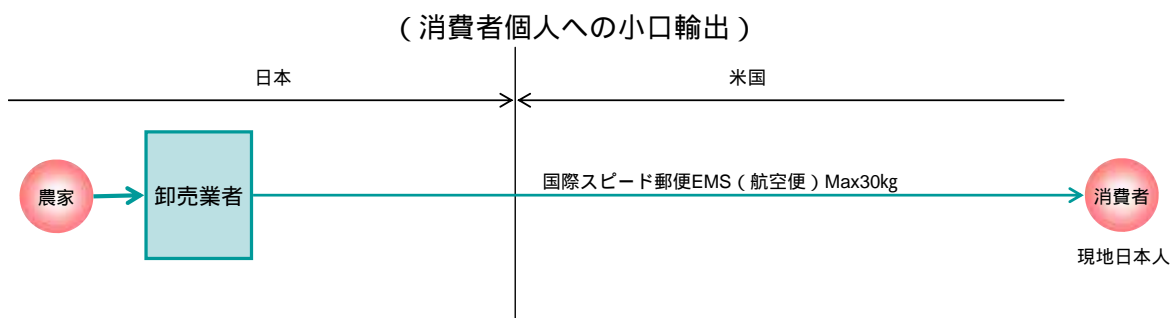 （消費者個人への小口輸出）
日本
米国
国際スピード郵便EMS（航空便）Max30kg
農家
卸売業者
消費者
現地日本人